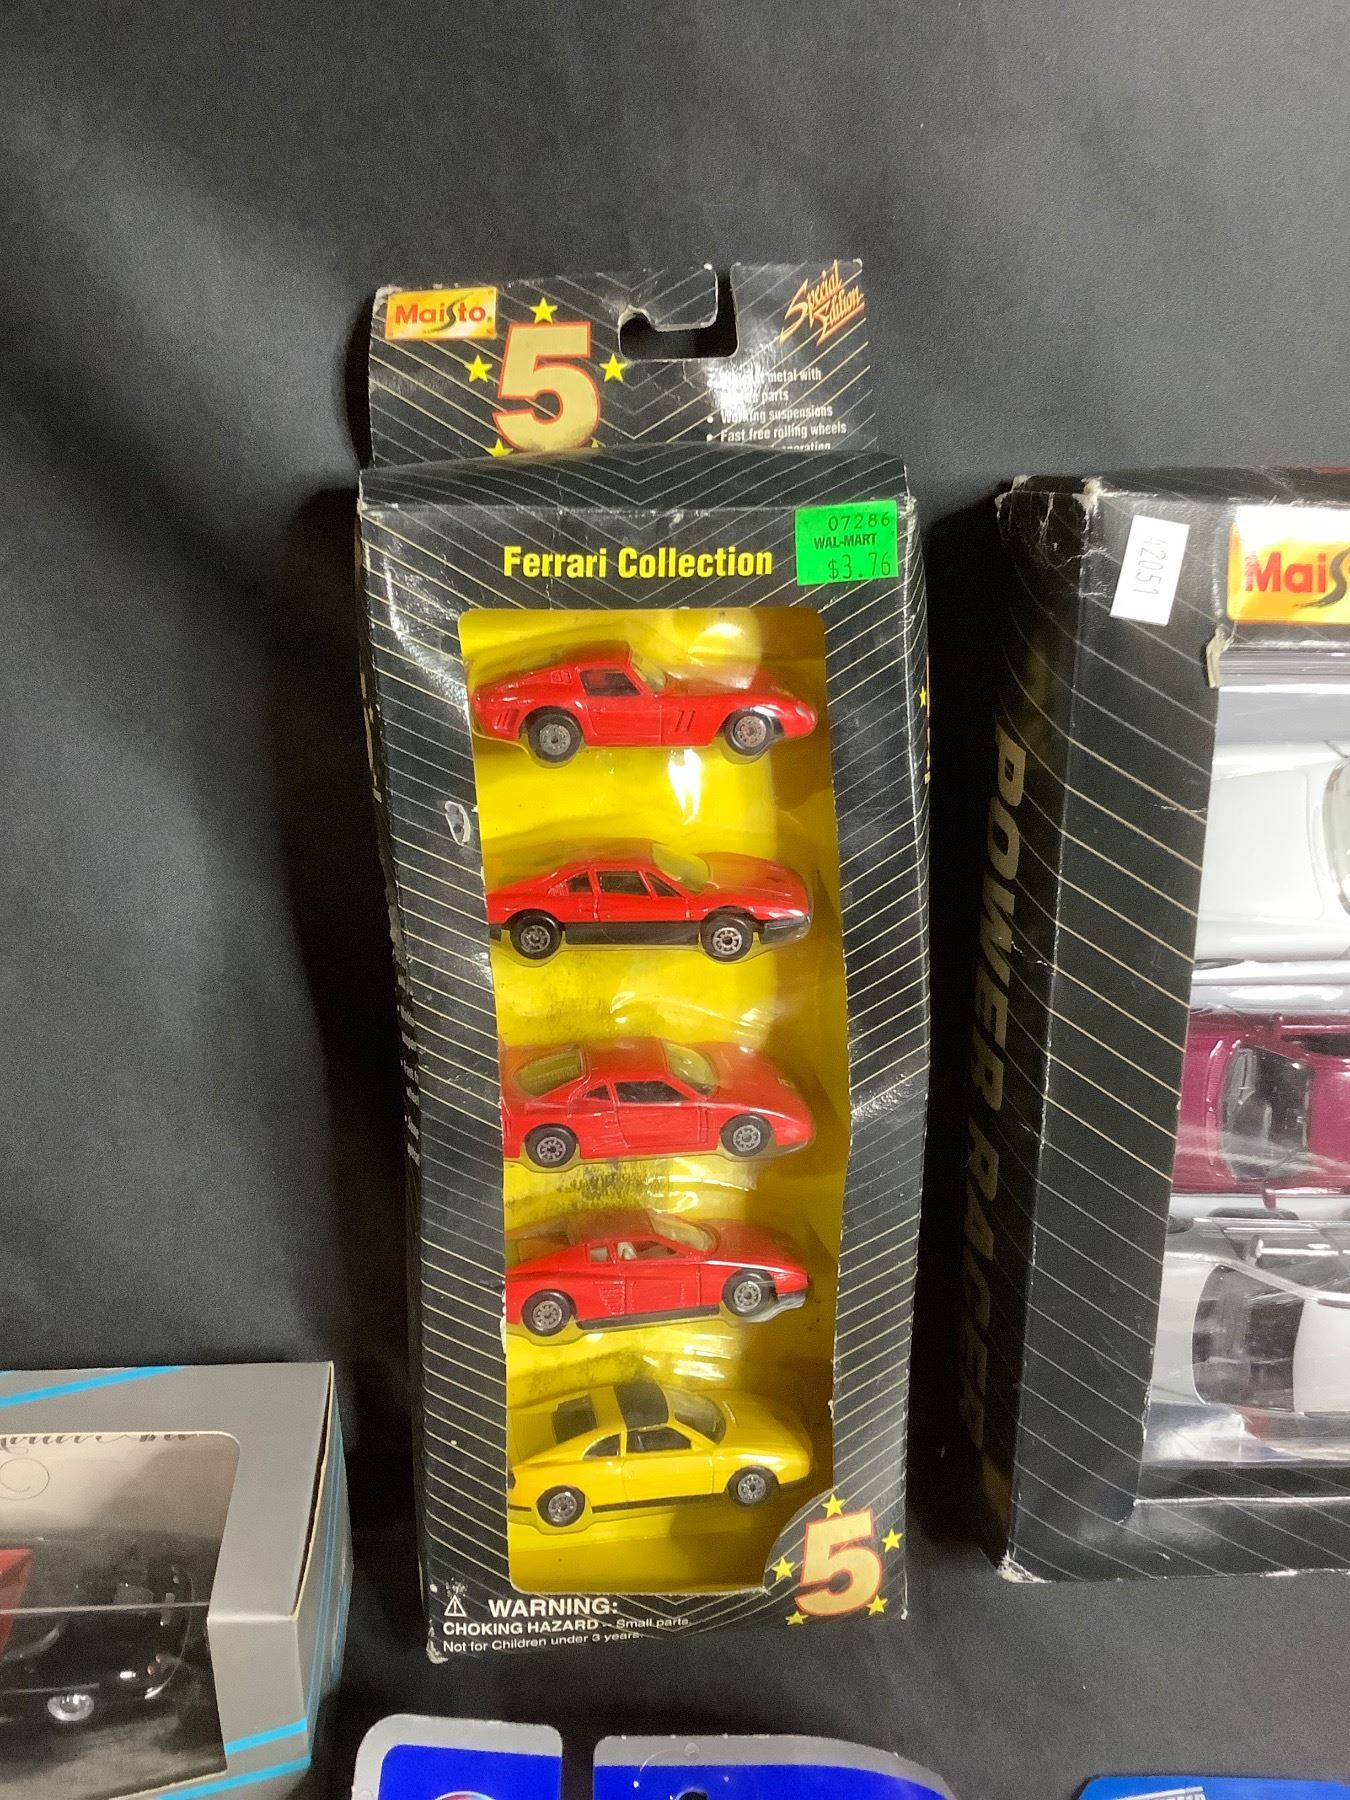 Maisto
5
Special
Edition
metal with
parts
• Working suspensions
• Fast free rolling wheels
Ferrari Collection
07286
WAL-MART
$3.76
5
WARNING:
CHOKING HAZARD -- Small parts.
Not for Children under 3 years.
42051
POWER RACER